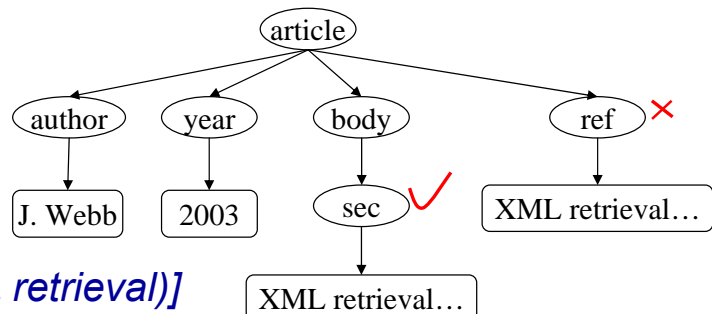 article
author year body ref
J. Webb 2003 sec XML retrieval…
retrieval)]
XML retrieval…